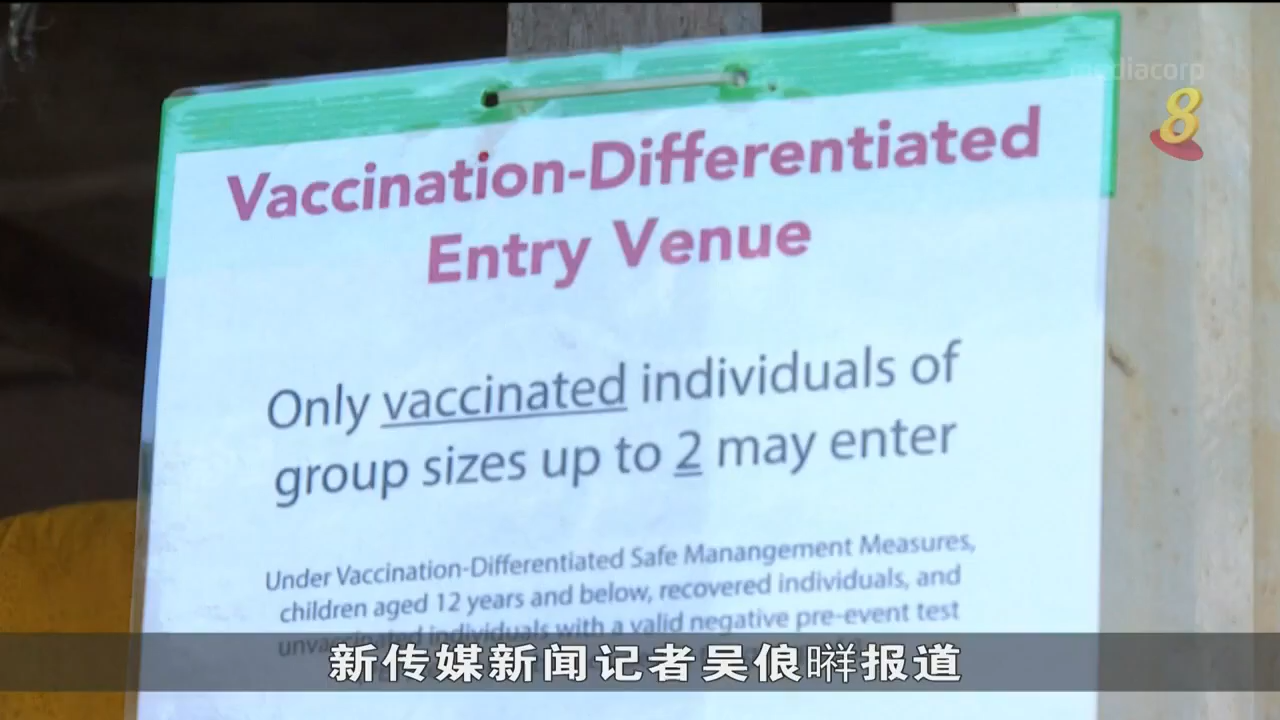 mediacorp
8
Vaccination-Differentiated
Entry Venue
Only vaccinated individuals of
group sizes up to 2 may enter
Under Vaccination-Differentiated Safe Manangement Measures,
children aged 12 years and below, recovered individuals, and
unvaccinated individuals with a valid negative pre-event test
新传媒新闻记者吴俍𣇈报道